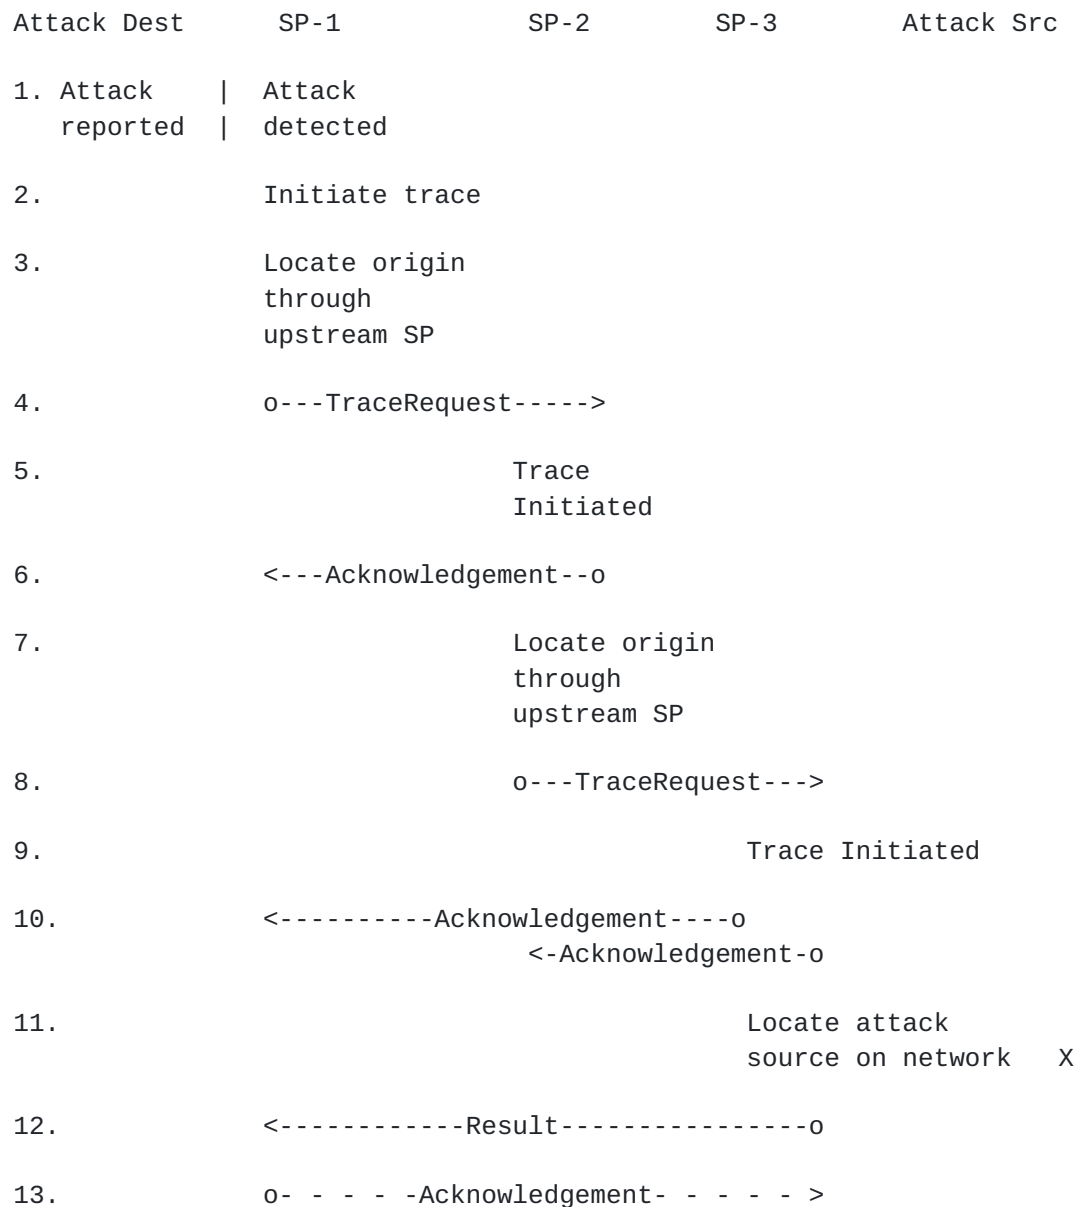 Attack Dest      SP-1            SP-2        SP-3        Attack Src
1. Attack    |  Attack
   reported  |  detected
2.              Initiate trace
3.              Locate origin
                through
                upstream SP
4.              o---TraceRequest----->
5.                              Trace
                                Initiated
6.              <---Acknowledgement--o
7.                              Locate origin
                                through
                                upstream SP
8.                              o---TraceRequest--->
9.                                             Trace Initiated
10.             <----------Acknowledgement----o
                                 <-Acknowledgement-o
11.                                            Locate attack
                                               source on network   X
12.             <------------Result----------------o
13.             o- - - - -Acknowledgement- - - - - >